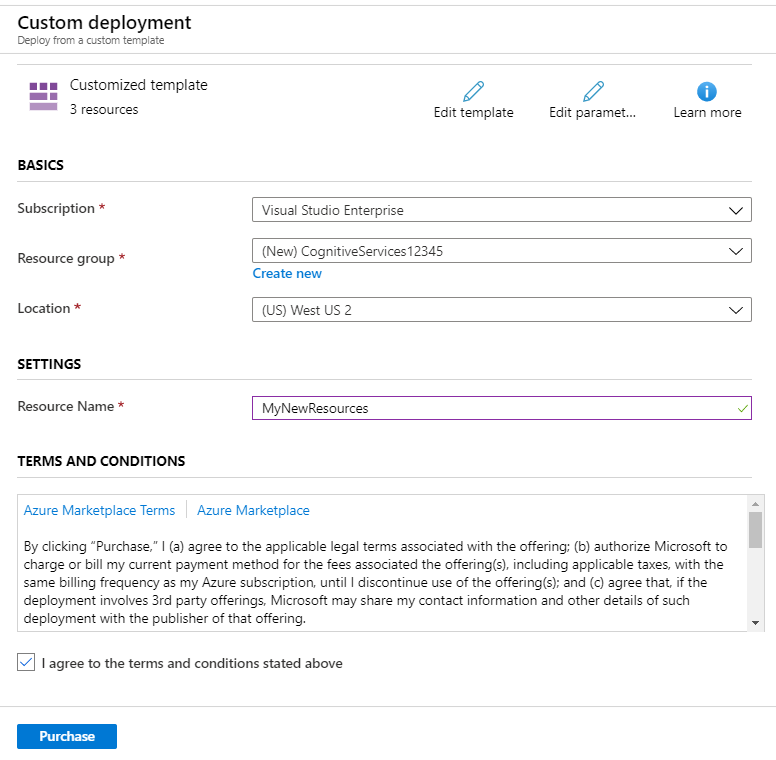 Custom deployment
Deploy from a custom template
Customized template
3 resources
Edit template
Edit paramet...
Learn more
BASICS
Subscription *
Visual Studio Enterprise
Resource group *
(New) CognitiveServices12345
Create new
Location *
(US) West US 2
SETTINGS
Resource Name *
MyNewResources
TERMS AND CONDITIONS
Azure Marketplace Terms
Azure Marketplace
By clicking “Purchase,” I (a) agree to the applicable legal terms associated with the offering; (b) authorize Microsoft to
charge or bill my current payment method for the fees associated the offering(s), including applicable taxes, with the
same billing frequency as my Azure subscription, until I discontinue use of the offering(s); and (c) agree that, if the
deployment involves 3rd party offerings, Microsoft may share my contact information and other details of such
deployment with the publisher of that offering.
I agree to the terms and conditions stated above
Purchase